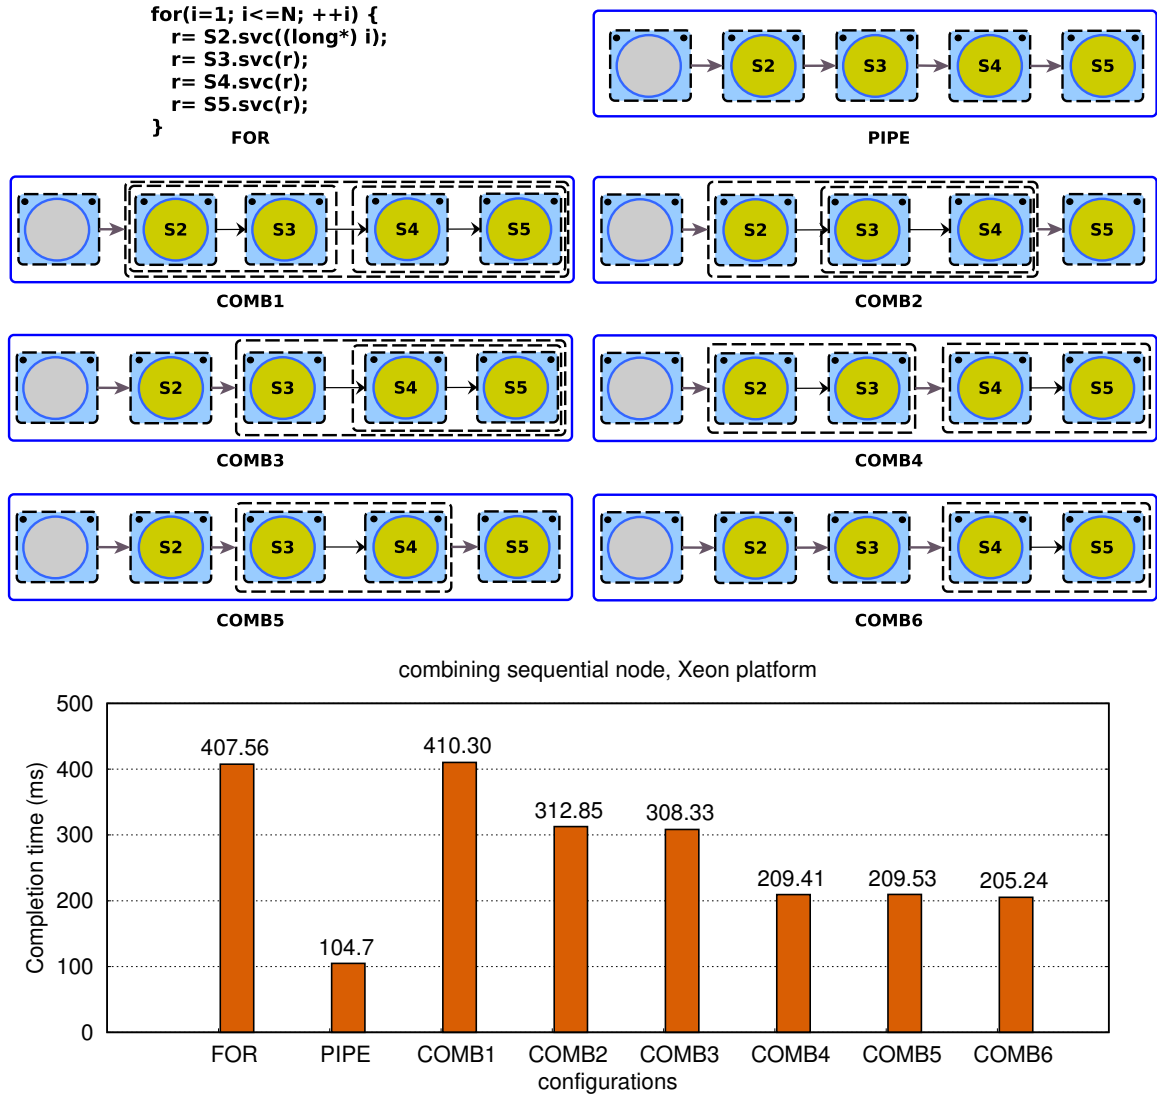 for(i=1; i<=N; ++i) {
r= S2.svc((long*) i);
r= S3.svc(r);
r= S4.svc(r);
r= S5.svc(r);
}
FOR
S2 S3 S4 S5
PIPE
S2 S3 S4 S5
COMB1
S2 S3 S4 S5
COMB2
S2 S3 S4 S5
COMB3
S2 S3 S4 S5
COMB4
S2 S3 S4 S5
COMB5
S2 S3 S4 S5
COMB6
combining sequential node, Xeon platform
Completion time (ms)
500
400
300
200
100
0
407.56
104.7
410.30
312.85
308.33
209.41
209.53
205.24
FOR PIPE COMB1 COMB2 COMB3 COMB4 COMB5 COMB6
configurations